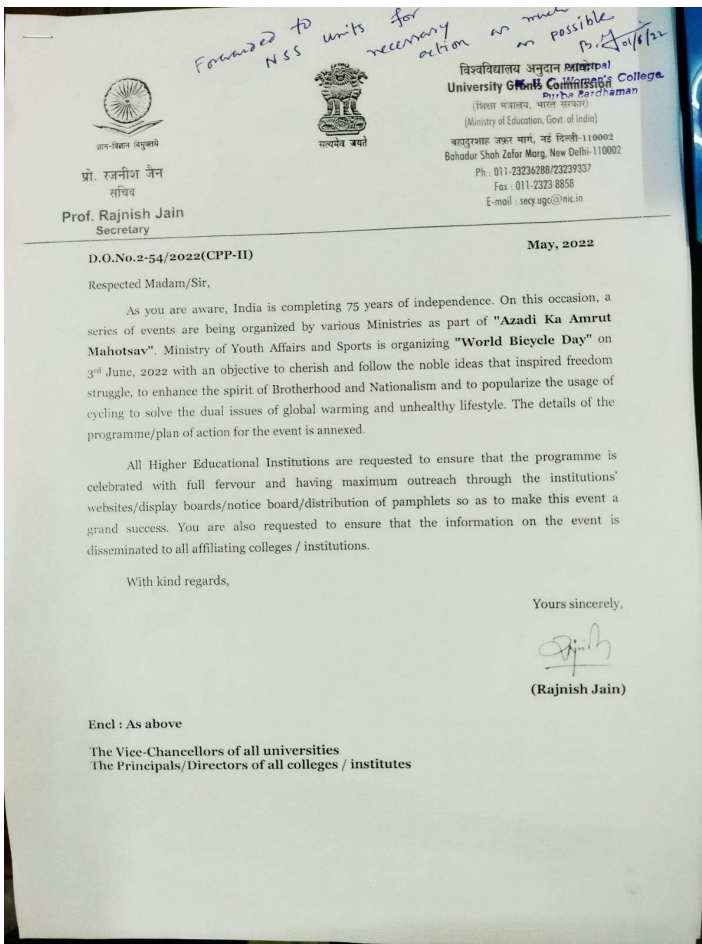 Forwarded to
NSS units for
necessary
action as much
as possible
01/6/22
Principal
Women's College
Purba Bardhaman
ज्ञान-विज्ञान विमुक्तये
सत्यमेव जयते
विश्वविद्यालय अनुदान आयोग
University Grants Commission
(शिक्षा मंत्रालय, भारत सरकार)
(Ministry of Education, Govt. of India)
बहादुरशाह ज़फ़र मार्ग, नई दिल्ली-110002
Bahadur Shah Zafar Marg, New Delhi-110002
Ph.: 011-23236288/23239337
Fax : 011-2323 8858
E-mail : secy.ugc@nic.in
प्रो. रजनीश जैन
सचिव
Prof. Rajnish Jain
Secretary
D.O.No.2-54/2022(CPP-II)
May, 2022
Respected Madam/Sir,
As you are aware, India is completing 75 years of independence. On this occasion, a
series of events are being organized by various Ministries as part of "Azadi Ka Amrut
Mahotsav". Ministry of Youth Affairs and Sports is organizing "World Bicycle Day" on
3rd June, 2022 with an objective to cherish and follow the noble ideas that inspired freedom
struggle, to enhance the spirit of Brotherhood and Nationalism and to popularize the usage of
cycling to solve the dual issues of global warming and unhealthy lifestyle. The details of the
programme/plan of action for the event is annexed.
All Higher Educational Institutions are requested to ensure that the programme is
celebrated with full fervour and having maximum outreach through the institutions'
websites/display boards/notice board/distribution of pamphlets so as to make this event a
grand success. You are also requested to ensure that the information on the event is
disseminated to all affiliating colleges / institutions.
With kind regards,
Yours sincerely,
(Rajnish Jain)
Encl : As above
The Vice-Chancellors of all universities
The Principals/Directors of all colleges / institutes